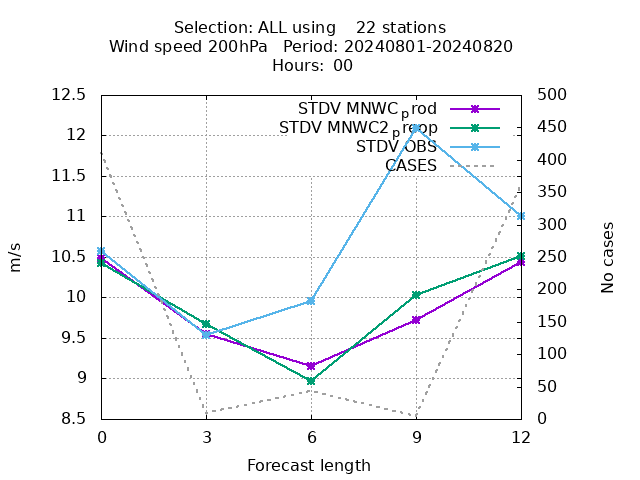 Selection: ALL using    22 stations
Wind speed 200hPa   Period: 20240801-20240820
Hours:  00
STDV MNWCprod
STDV MNWC2preop
STDV OBS
CASES
m/s
12.5
12
11.5
11
10.5
10
9.5
9
8.5
500
450
400
350
300
250
200
150
100
50
0
No cases
0 3 6 9 12
Forecast length